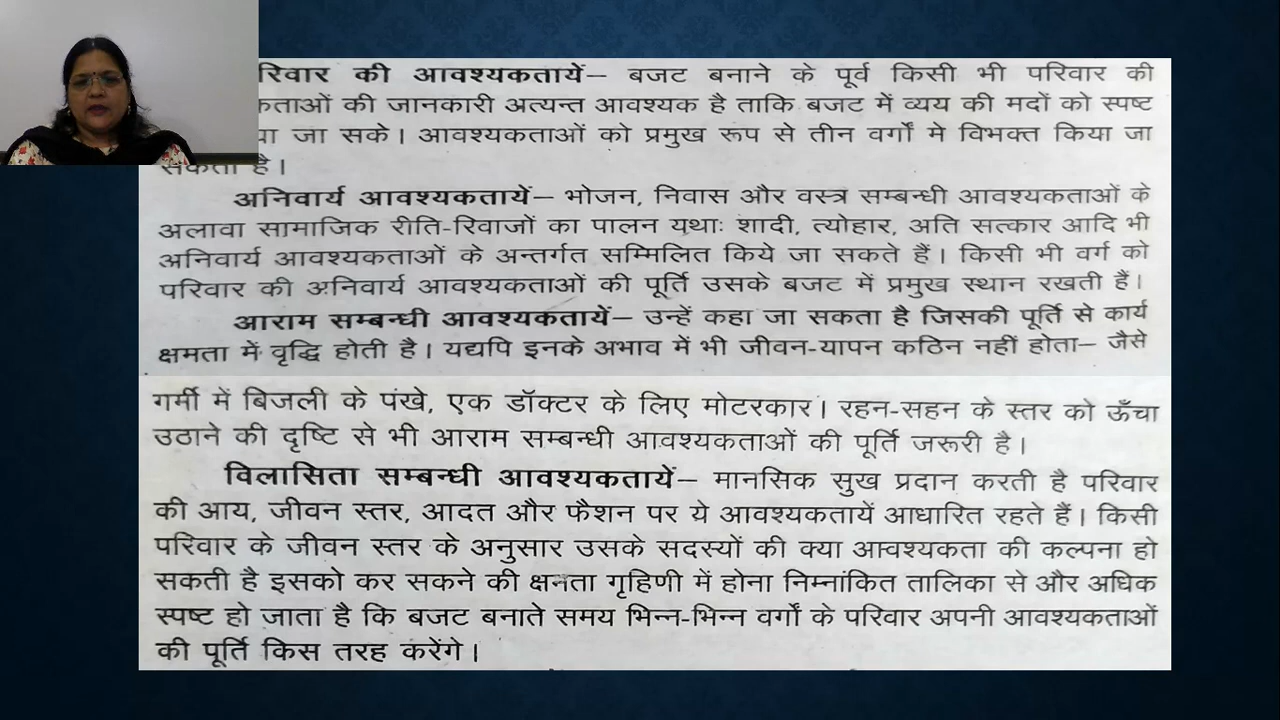 रिवार की आवश्यकतायें– बजट बनाने के पूर्व किसी भी परिवार की
कताओं की जानकारी अत्यन्त आवश्यक है ताकि बजट में व्यय की मदों को स्पष्ट
या जा सके। आवश्यकताओं को प्रमुख रूप से तीन वर्गों मे विभक्त किया जा
सकता है।
अनिवार्य आवश्यकतायें– भोजन, निवास और वस्त्र सम्बन्धी आवश्यकताओं के
अलावा सामाजिक रीति-रिवाजों का पालन यथाः शादी, त्योहार, अति सत्कार आदि भी
अनिवार्य आवश्यकताओं के अन्तर्गत सम्मिलित किये जा सकते हैं। किसी भी वर्ग को
परिवार की अनिवार्य आवश्यकताओं की पूर्ति उसके बजट में प्रमुख स्थान रखती हैं।
आराम सम्बन्धी आवश्यकतायें– उन्हें कहा जा सकता है जिसकी पूर्ति से कार्य
क्षमता में वृद्धि होती है। यद्यपि इनके अभाव में भी जीवन-यापन कठिन नहीं होता– जैसे
गर्मी में बिजली के पंखे, एक डॉक्टर के लिए मोटरकार। रहन-सहन के स्तर को ऊँचा
उठाने की दृष्टि से भी आराम सम्बन्धी आवश्यकताओं की पूर्ति जरूरी है।
विलासिता सम्बन्धी आवश्यकतायें– मानसिक सुख प्रदान करती है परिवार
की आय, जीवन स्तर, आदत और फैशन पर ये आवश्यकतायें आधारित रहते हैं। किसी
परिवार के जीवन स्तर के अनुसार उसके सदस्यों की क्या आवश्यकता की कल्पना हो
सकती है इसको कर सकने की क्षनता गृहिणी में होना निम्नांकित तालिका से और अधिक
स्पष्ट हो जाता है कि बजट बनाते समय भिन्न-भिन्न वर्गों के परिवार अपनी आवश्यकताओं
की पूर्ति किस तरह करेंगे।